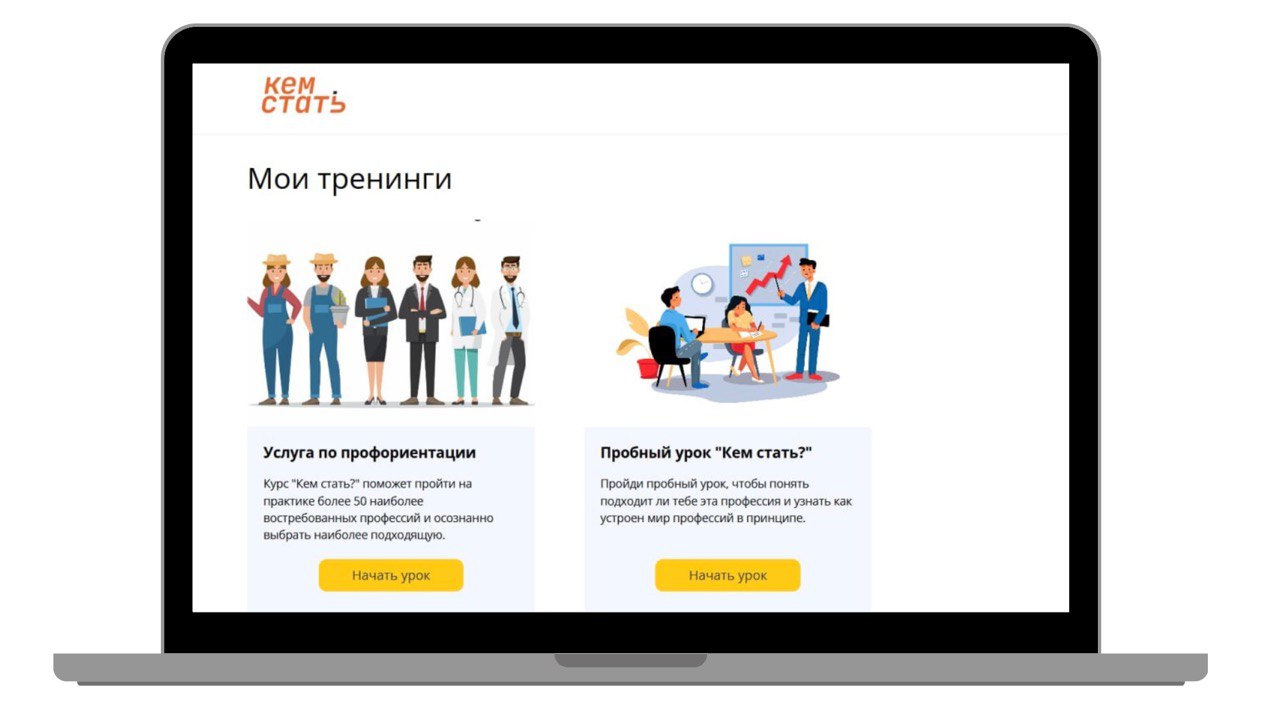 кем
стать
Мои тренинги
Услуга по профориентации
Курс "Кем стать?" поможет пройти на
практике более 50 наиболее
востребованных профессий и осознанно
выбрать наиболее подходящую.
Начать урок
Пробный урок "Кем стать?"
Пройди пробный урок, чтобы понять
подходит ли тебе эта профессия и узнать как
устроен мир профессий в принципе.
Начать урок